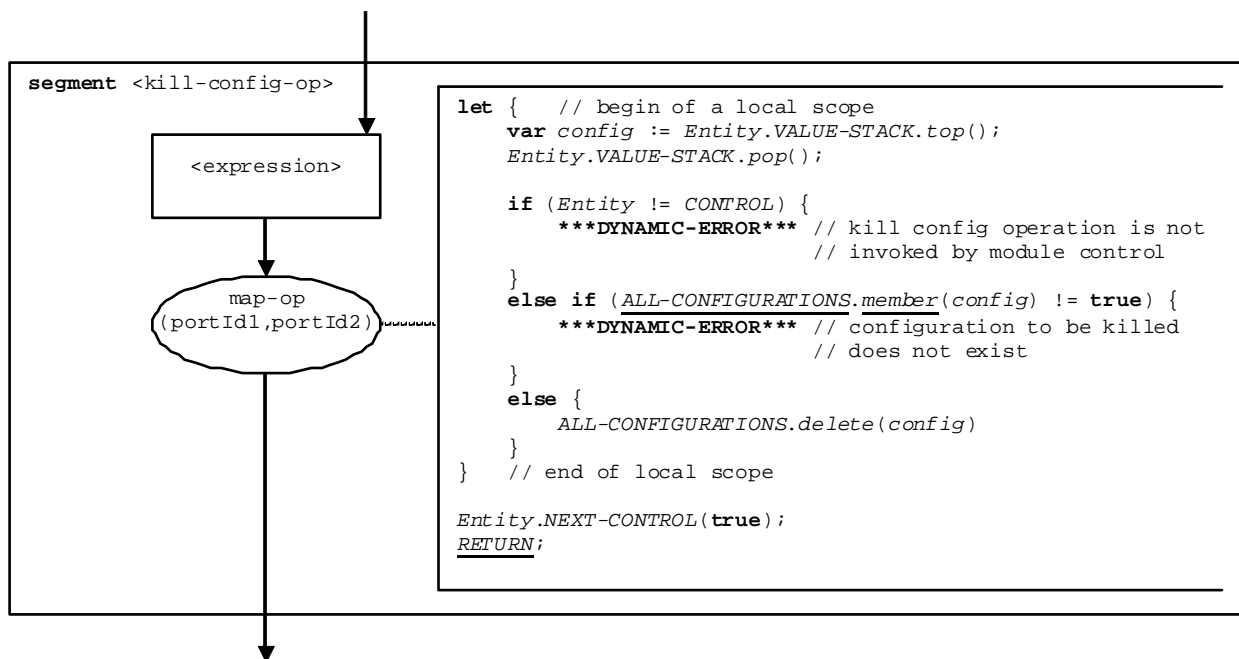 segment <kill-config-op>
<expression>
map-op
(portId1,portId2)
let { // begin of a local scope
var config := Entity.VALUE-STACK.top();
Entity.VALUE-STACK.pop();
if (Entity != CONTROL) {
***DYNAMIC-ERROR*** // kill config operation is not
// invoked by module control
}
else if (ALL-CONFIGURATIONS.member(config) != true) {
***DYNAMIC-ERROR*** // configuration to be killed
// does not exist
}
else {
ALL-CONFIGURATIONS.delete(config)
}
} // end of local scope
Entity.NEXT-CONTROL(true);
RETURN;